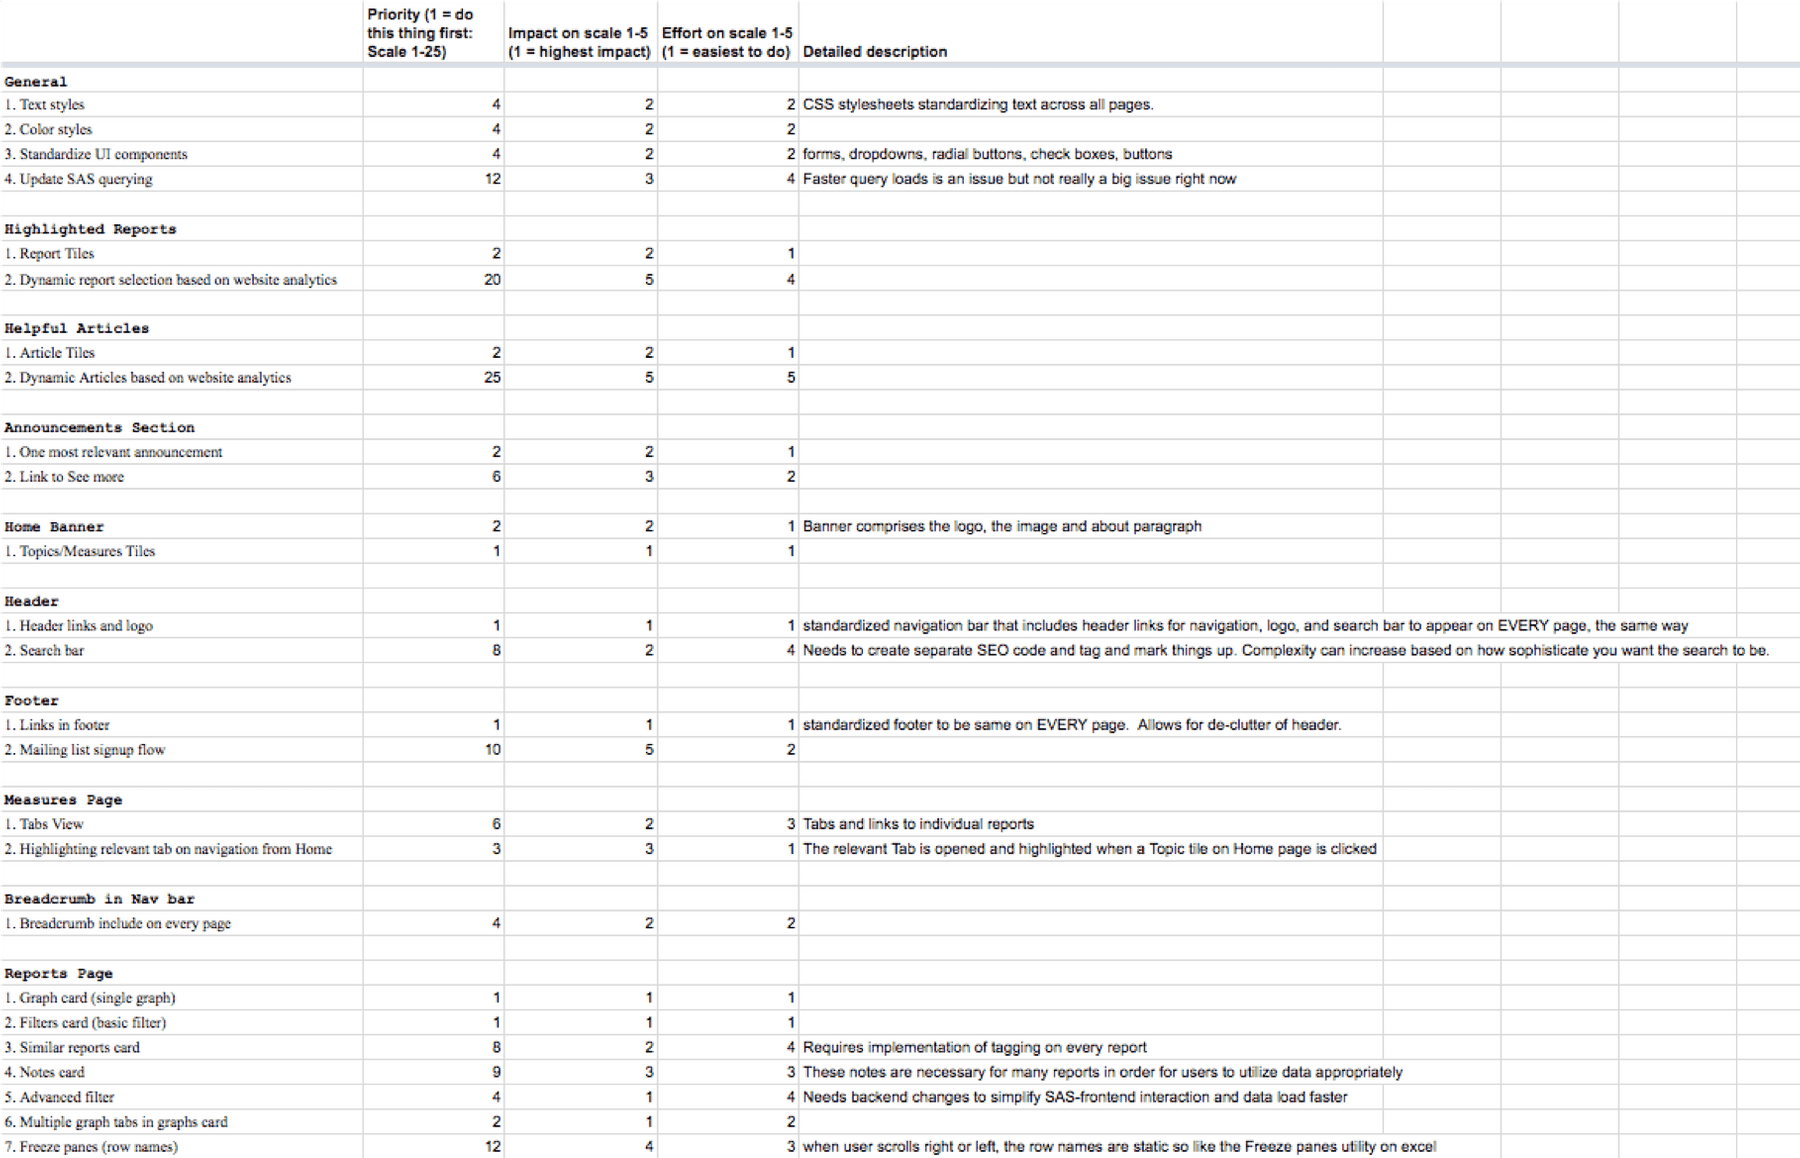 Priority (1 = do this thing first: Scale 1-25) Impact on scale 1-5 (1 = highest impact) Effort on scale 1-5 (1 = easiest to do) Detailed description
General
1. Text styles 4 2 2 CSS stylesheets standardizing text across all pages.
2. Color styles 4 2 2
3. Standardize UI components 4 2 2 forms, dropdowns, radial buttons, check boxes, buttons
4. Update SAS querying 12 3 4 Faster query loads is an issue but not really a big issue right now
Highlighted Reports
1. Report Tiles 2 2 1
2. Dynamic report selection based on website analytics 20 5 4
Helpful Articles
1. Article Tiles 2 2 1
2. Dynamic Articles based on website analytics 25 5 5
Announcements Section
1. One most relevant announcement 2 2 1
2. Link to See more 6 3 2
Home Banner 2 2 1 Banner comprises the logo, the image and about paragraph
1. Topics/Measures Tiles 1 1 1
Header
1. Header links and logo 1 1 1 standardized navigation bar that includes header links for navigation, logo, and search bar to appear on EVERY page, the same way
2. Search bar 8 2 4 Needs to create separate SEO code and tag and mark things up. Complexity can increase based on how sophisticate you want the search to be.
Footer
1. Links in footer 1 1 1 standardized footer to be same on EVERY page. Allows for de-clutter of header.
2. Mailing list signup flow 10 5 2
Measures Page
1. Tabs View 6 2 3 Tabs and links to individual reports
2. Highlighting relevant tab on navigation from Home 3 3 1 The relevant Tab is opened and highlighted when a Topic tile on Home page is clicked
Breadcrumb in Nav bar
1. Breadcrumb include on every page 4 2 2
Reports Page
1. Graph card (single graph) 1 1 1
2. Filters card (basic filter) 1 1 1
3. Similar reports card 8 2 4 Requires implementation of tagging on every report
4. Notes card 9 3 3 These notes are necessary for many reports in order for users to utilize data appropriately
5. Advanced filter 4 1 4 Needs backend changes to simplify SAS-frontend interaction and data load faster
6. Multiple graph tabs in graphs card 2 1 2
7. Freeze panes (row names) 12 4 3 when user scrolls right or left, the row names are static so like the Freeze panes utility on excel